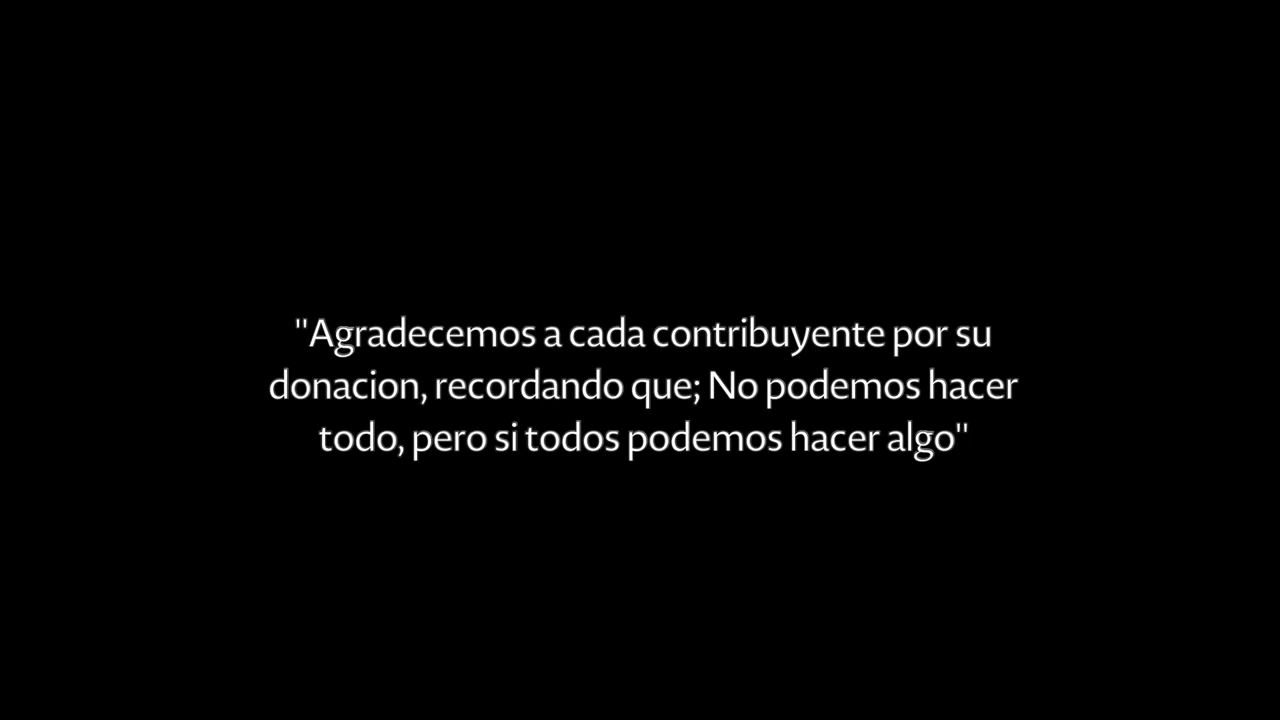 "Agradecemos a cada contribuyente por su
donacion, recordando que; No podemos hacer
todo, pero si todos podemos hacer algo"